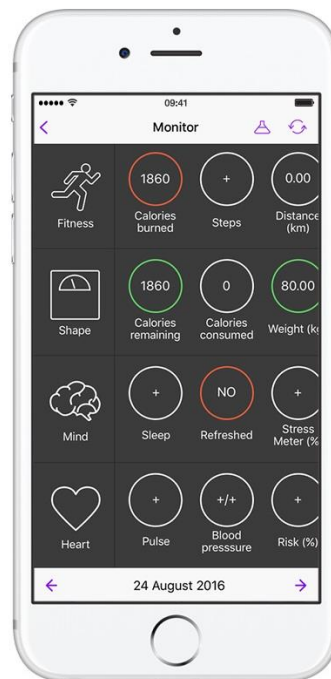 09:41
Monitor
1860
+
0.00
Fitness
Calories
burned
Steps
Distance
(km)
1860
0
80.00
Shape
Calories
remaining
Calories
consumed
Weight (kg
+
NO
+
Mind
Sleep
Refreshed
Stress
Meter (%)
+
+/+
+
Heart
Pulse
Blood
presssure
Risk (%)
24 August 2016